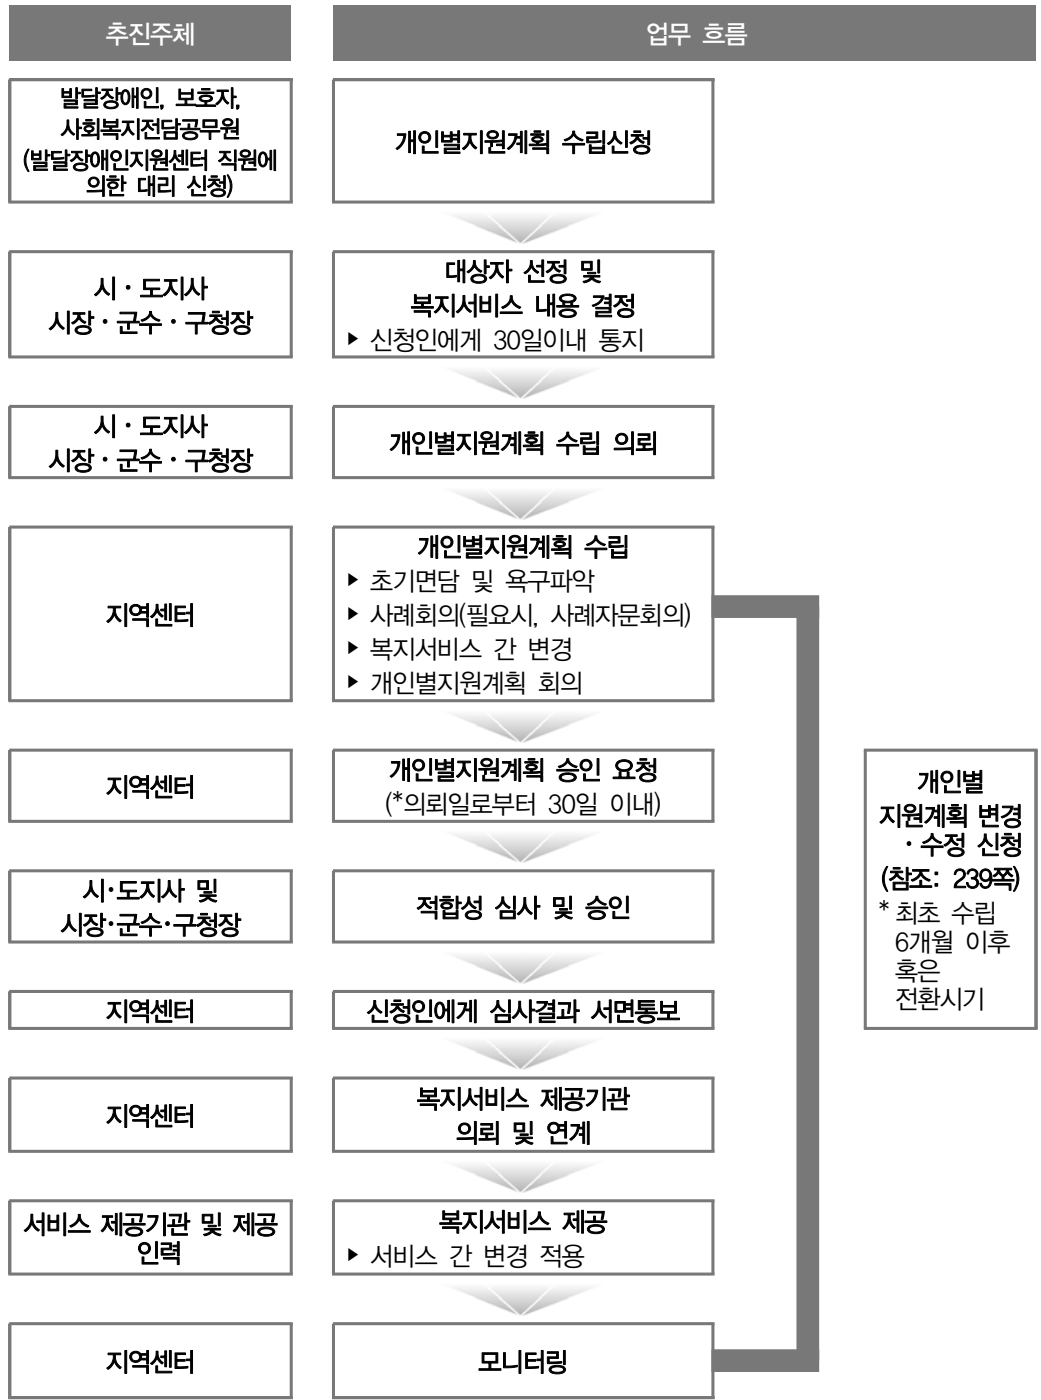 추진주체
업무 흐름
발달장애인, 보호자,
사회복지전담공무원
(발달장애인지원센터 직원에
의한 대리 신청)
개인별지원계획 수립신청
시 · 도지사
시장 · 군수 · 구청장
대상자 선정 및
복지서비스 내용 결정
▶ 신청인에게 30일이내 통지
시 · 도지사
시장 · 군수 · 구청장
개인별지원계획 수립 의뢰
지역센터
개인별지원계획 수립
▶ 초기면담 및 욕구파악
▶ 사례회의(필요시, 사례자문회의)
▶ 복지서비스 간 변경
▶ 개인별지원계획 회의
지역센터
개인별지원계획 승인 요청
(*의뢰일로부터 30일 이내)
개인별
지원계획 변경
· 수정 신청
(참조: 239쪽)
* 최초 수립
6개월 이후
혹은
전환시기
시·도지사 및
시장·군수·구청장
적합성 심사 및 승인
지역센터
신청인에게 심사결과 서면통보
지역센터
복지서비스 제공기관
의뢰 및 연계
서비스 제공기관 및 제공
인력
복지서비스 제공
▶ 서비스 간 변경 적용
지역센터
모니터링